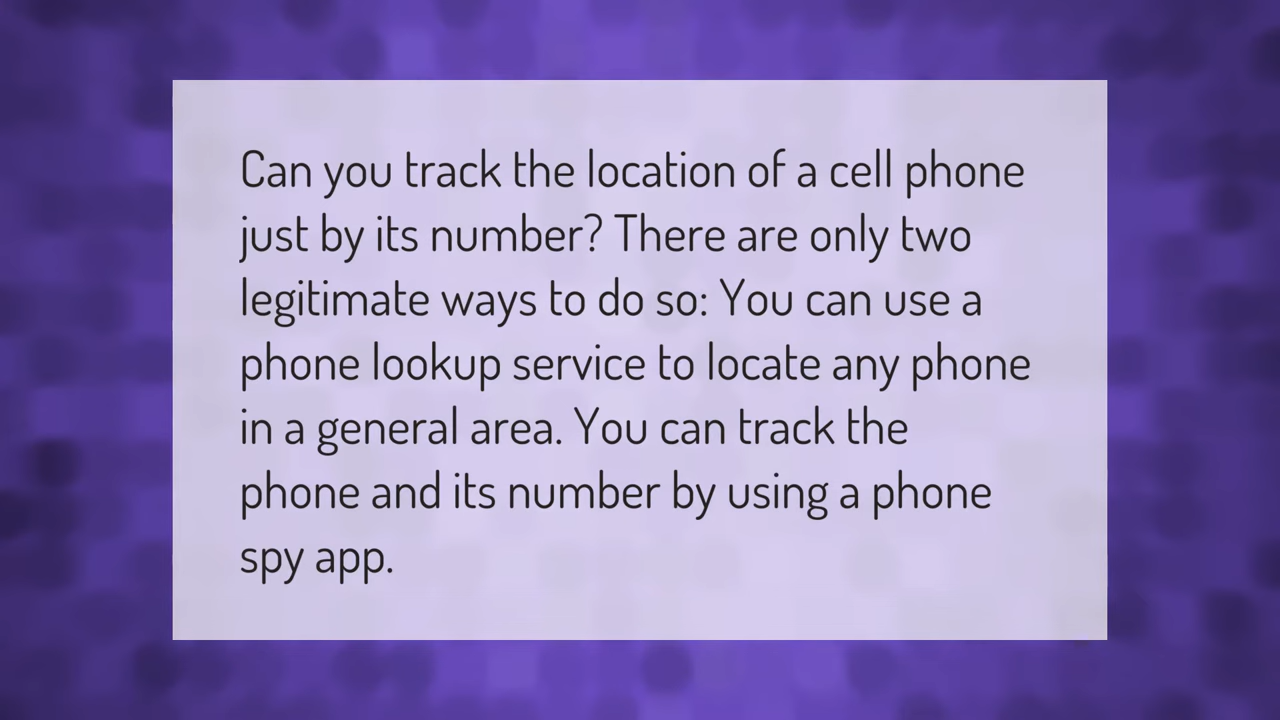 Can you track the location of a cell phone
just by its number? There are only two
legitimate ways to do so: You can use a
phone lookup service to locate any phone
in a general area. You can track the
phone and its number by using a phone
spy app.